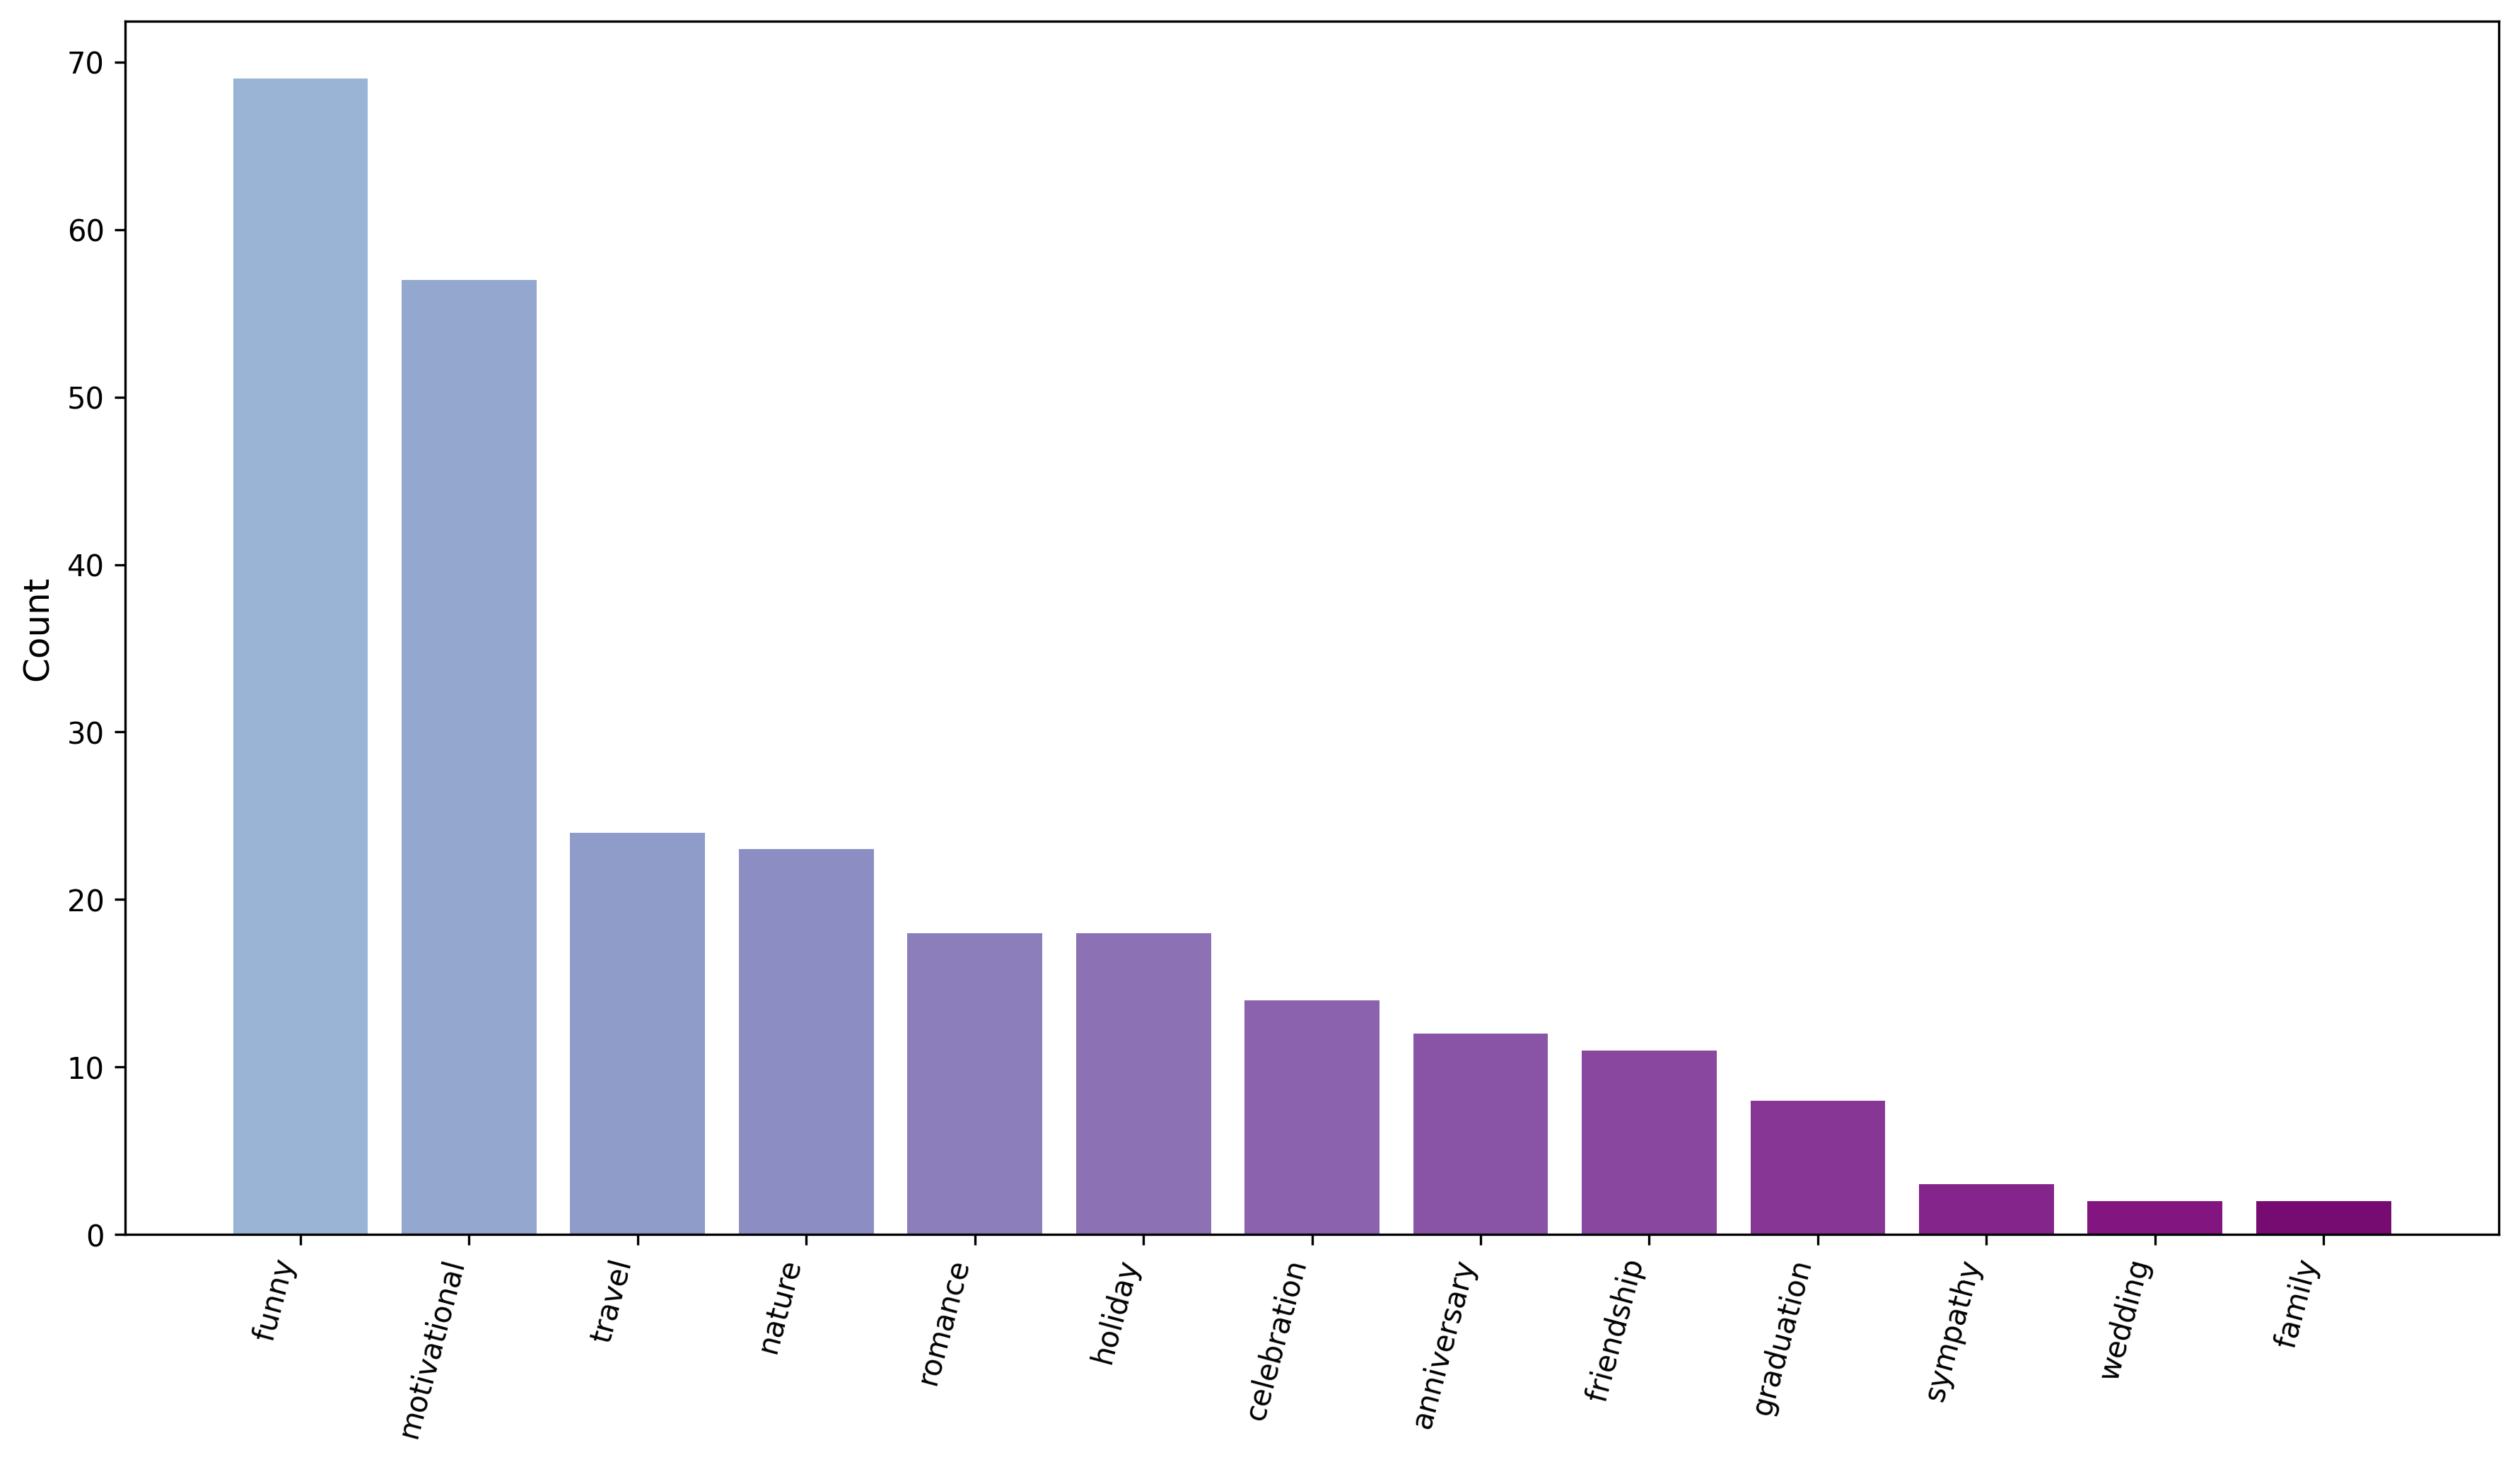 Count
70
60
50
40
30
20
10
0
funny
motivational
travel
nature
romance
holiday
celebration
anniversary
friendship
graduation
sympathy
wedding
family